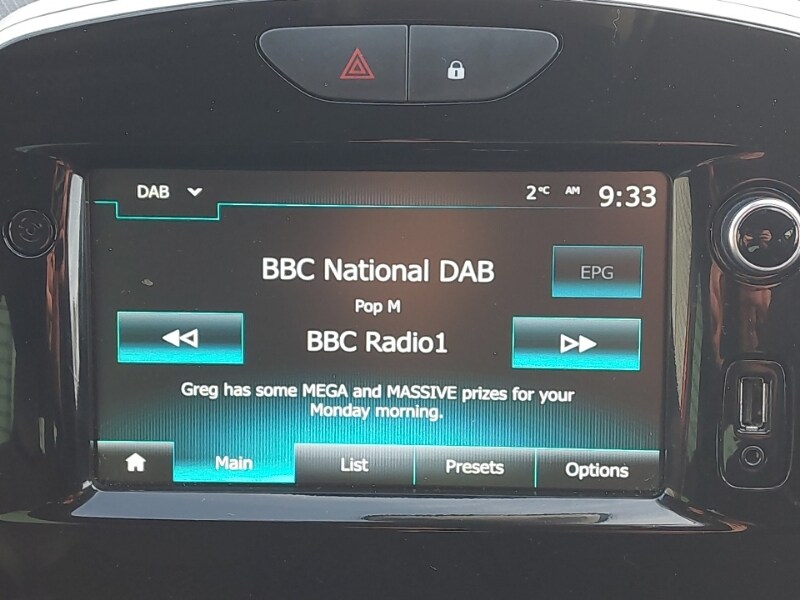 DAB
2°C AM 9:33
BBC National DAB
EPG
Pop M
BBC Radio1
Greg has some MEGA and MASSIVE prizes for your
Monday morning.
Main
List
Presets
Options